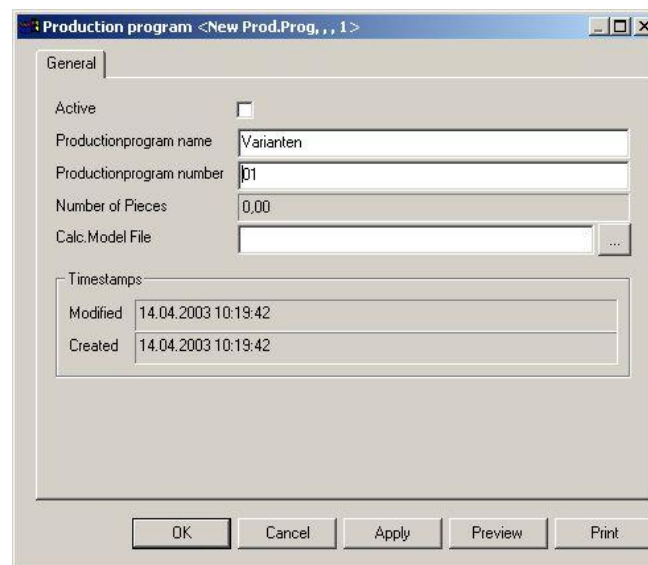 Production program <New Prod.Prog, , , 1>
General
Active
Productionprogram name Varianten
Productionprogram number 01
Number of Pieces 0,00
Calc.Model File ...
Timestamps
Modified 14.04.2003 10:19:42
Created 14.04.2003 10:19:42
OK Cancel Apply Preview Print